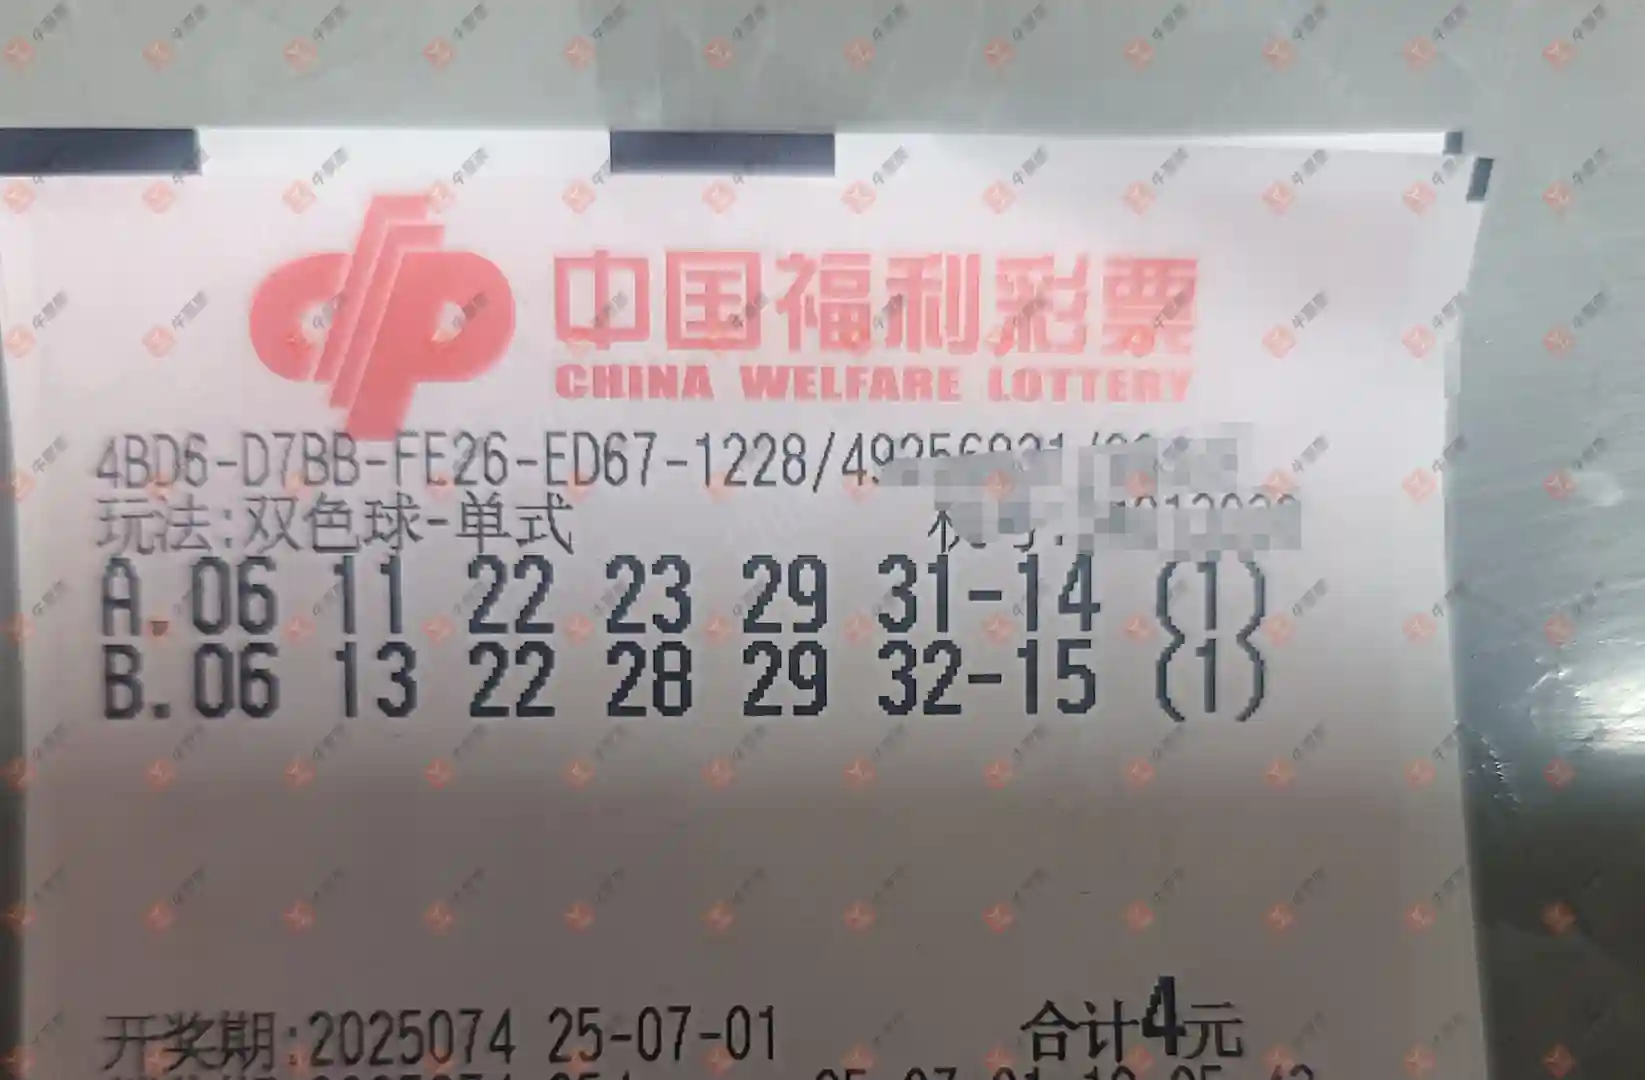 中国福利彩票
CHINA WELFARE LOTTERY
4BD6-D7BB-FE26-ED67-1228/49256
玩法:双色球-单式
A.06 11 22 23 29 31-14 (1)
B.06 13 22 28 29 32-15 (1)
开奖期:2025074 25-07-01 合计4元